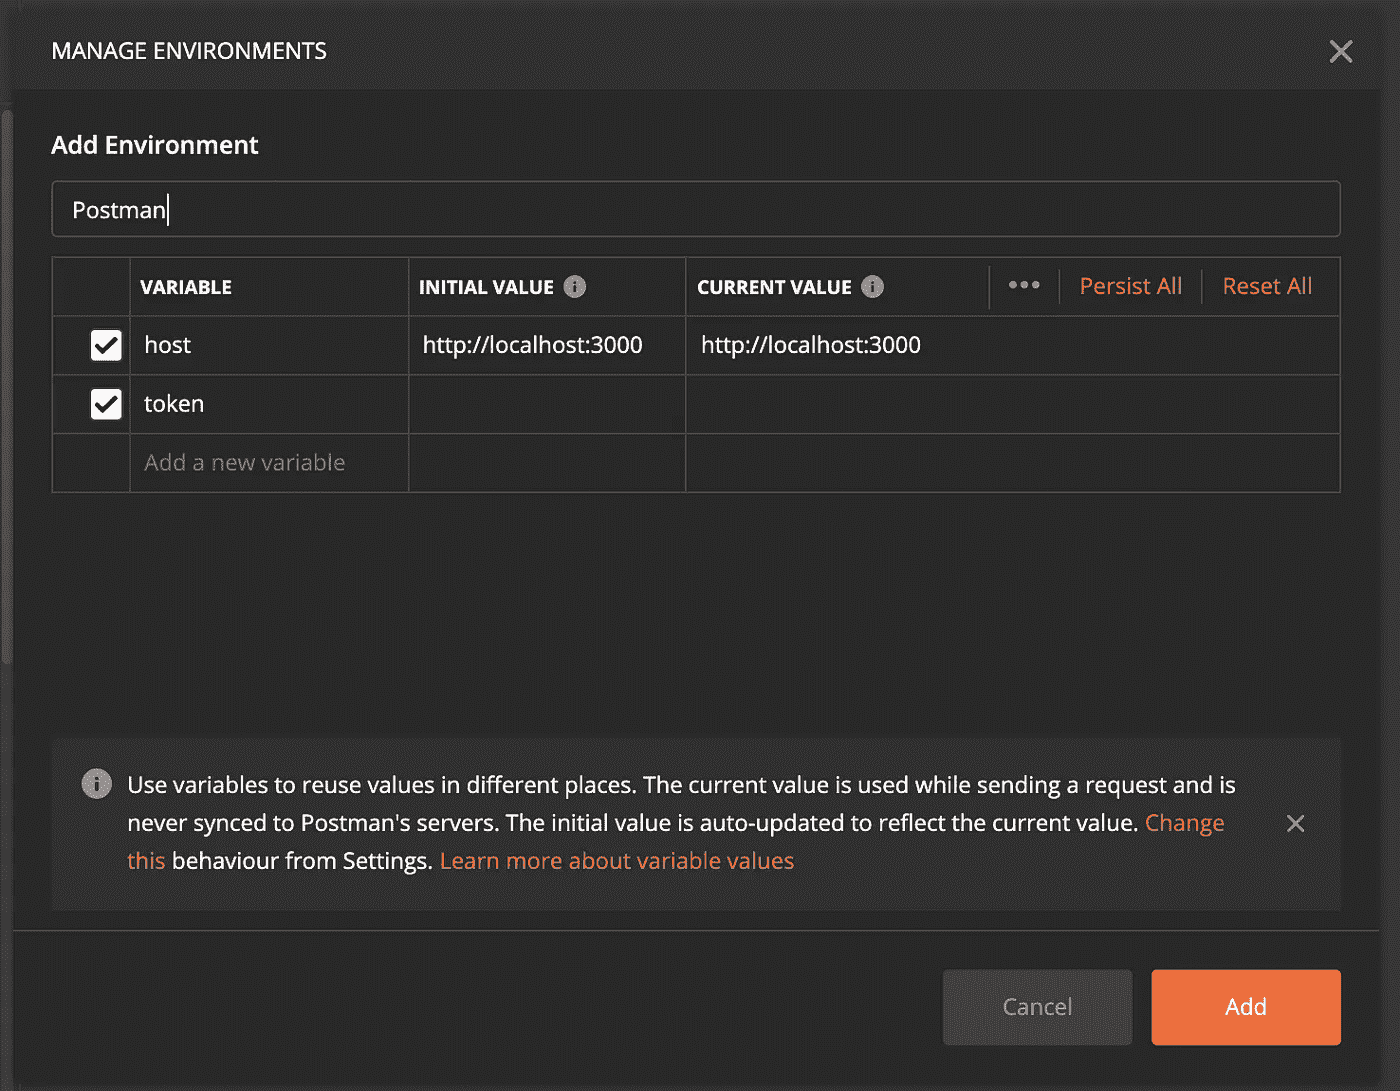 MANAGE ENVIRONMENTS
Add Environment
Postman
VARIABLE INITIAL VALUE CURRENT VALUE Persist All Reset All
host http://localhost:3000 http://localhost:3000
token
Add a new variable
Use variables to reuse values in different places. The current value is used while sending a request and is
never synced to Postman's servers. The initial value is auto-updated to reflect the current value. Change
this behaviour from Settings. Learn more about variable values
Cancel Add